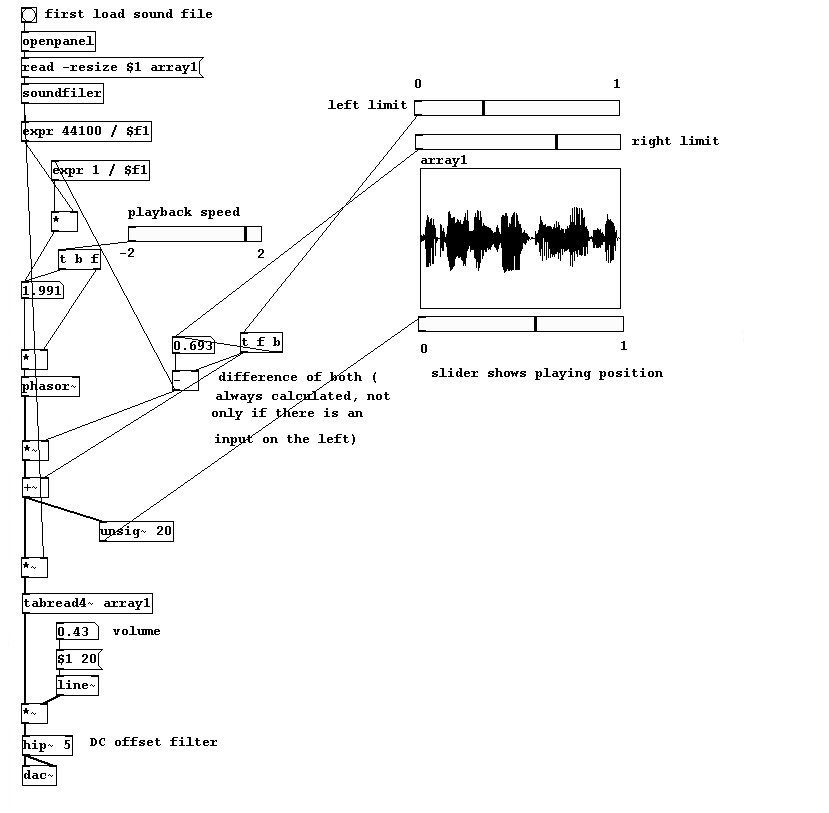 first load sound file
openpanel
read -resize $1 array1
soundfiler
0 1
left limit
expr 44100 / $f1
right limit
array1
expr 1 / $f1
*
playback speed
-2 2
t b f
1.991
0.693
t f b
0 1
*
-
slider shows playing position
phasor~
difference of both (
always calculated, not
only if there is an
input on the left)
*~
+~
unsig~ 20
*~
tabread4~ array1
0.43 volume
$1 20
line~
*~
hip~ 5 DC offset filter
dac~